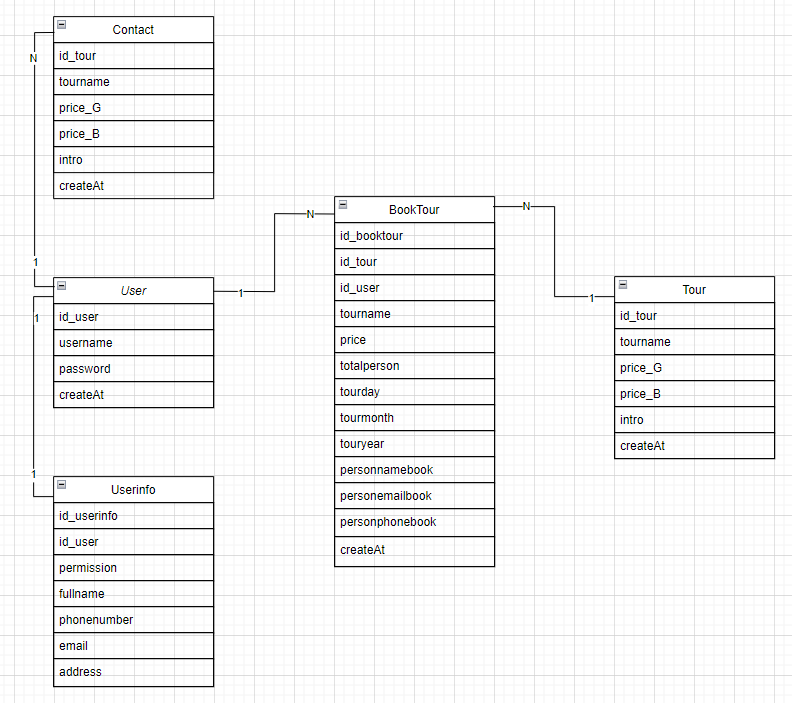 Contact
id_tour
tourname
price_G
price_B
intro
createAt
N
1
User
id_user
username
password
createAt
1
1
Userinfo
id_userinfo
id_user
permission
fullname
phonenumber
email
address
1
N
BookTour
id_booktour
id_tour
id_user
tourname
price
totalperson
tourday
tourmonth
touryear
personnamebook
personemailbook
personphonebook
createAt
N
1
Tour
id_tour
tourname
price_G
price_B
intro
createAt